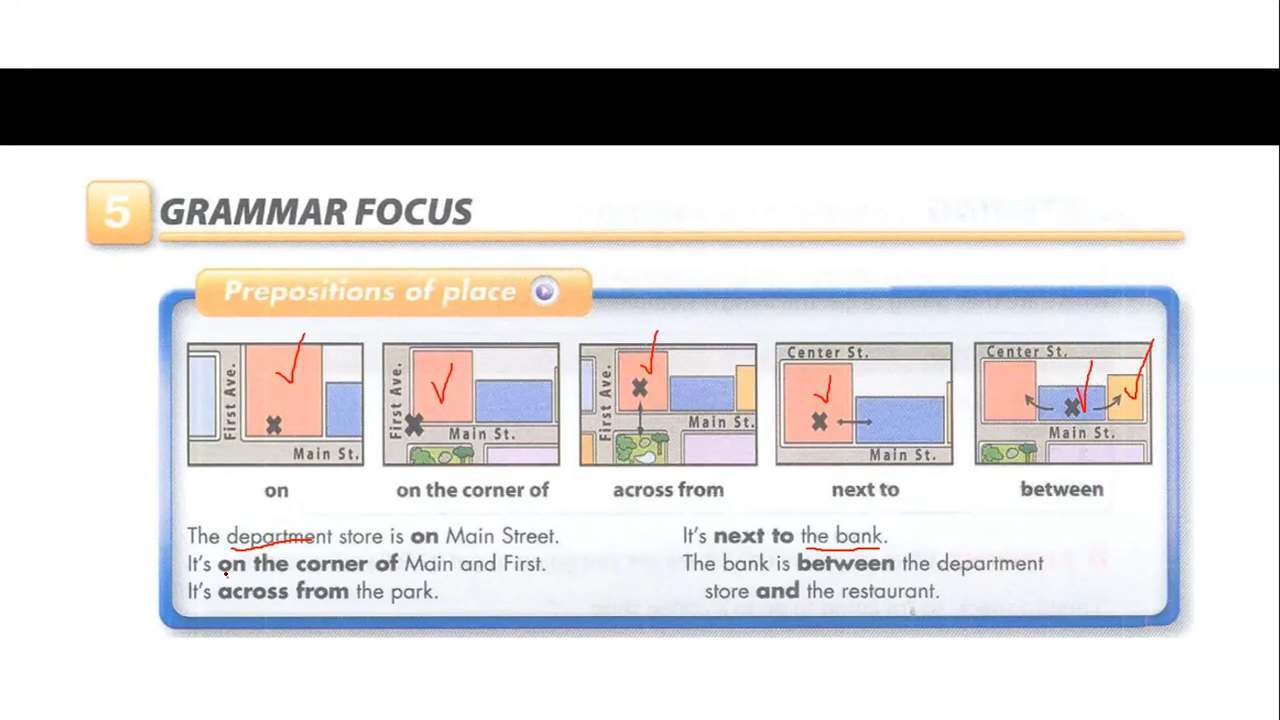 5 GRAMMAR FOCUS
Prepositions of place
First Ave.
Main St.
on
First Ave.
Main St.
on the corner of
First Ave.
Main St.
across from
Center St.
Main St.
next to
Center St.
Main St.
between
The department store is on Main Street.
It's on the corner of Main and First.
It's across from the park.
It's next to the bank.
The bank is between the department
store and the restaurant.